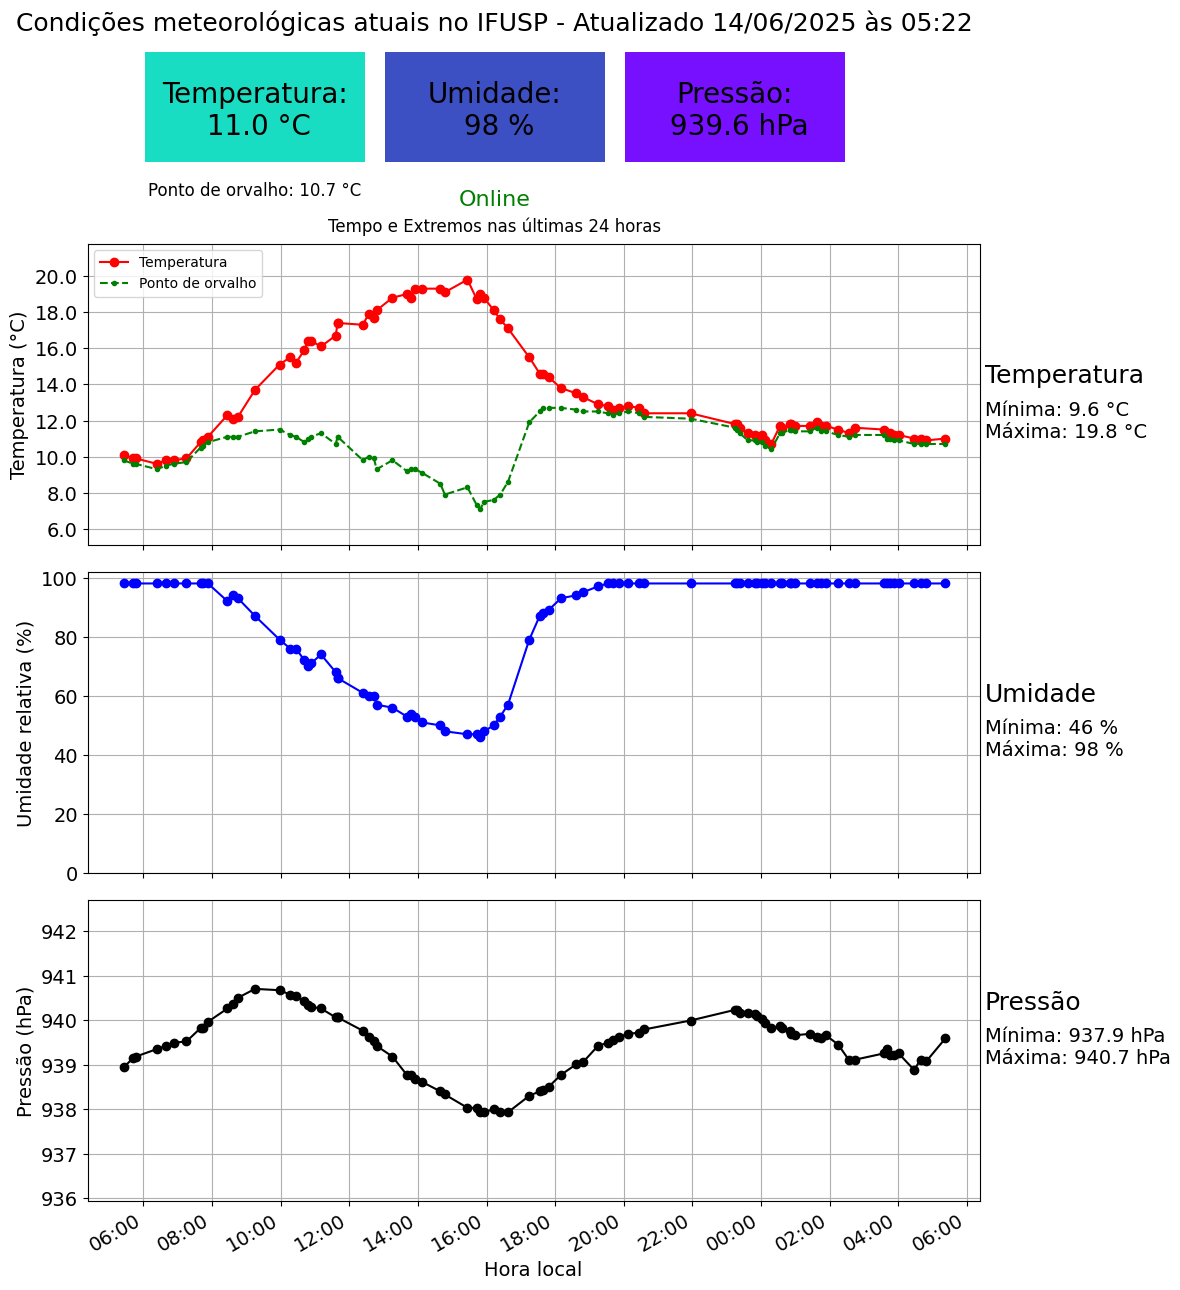 Condições meteorológicas atuais no IFUSP - Atualizado 14/06/2025 às 05:22
Temperatura:
11.0 °C
Umidade:
98 %
Pressão:
939.6 hPa
Ponto de orvalho: 10.7 °C
Online
Tempo e Extremos nas últimas 24 horas
Temperatura
Ponto de orvalho
Temperatura (°C)
20.0
18.0
16.0
14.0
12.0
10.0
8.0
6.0
Temperatura
Mínima: 9.6 °C
Máxima: 19.8 °C
Umidade relativa (%)
100
80
60
40
20
0
Umidade
Mínima: 46 %
Máxima: 98 %
Pressão (hPa)
942
941
940
939
938
937
936
Pressão
Mínima: 937.9 hPa
Máxima: 940.7 hPa
06:00
08:00
10:00
12:00
14:00
16:00
18:00
20:00
22:00
00:00
02:00
04:00
06:00
Hora local